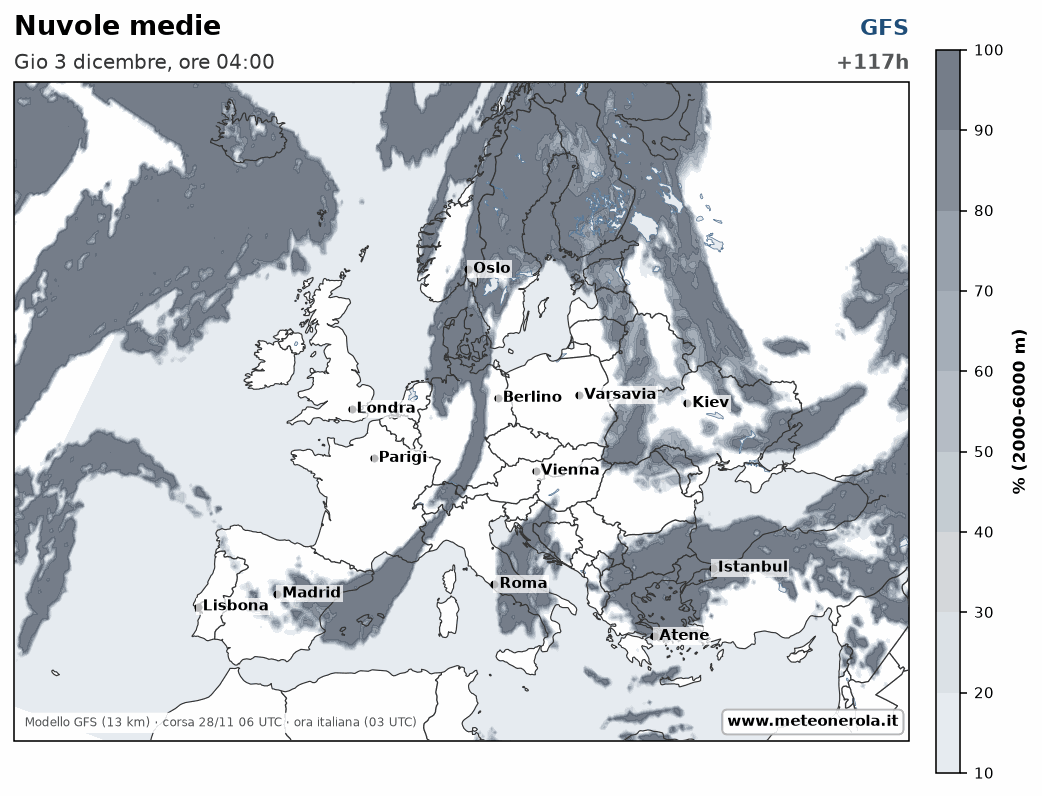 Nuvole medie
GFS
Gio 3 dicembre, ore 04:00
+117h
100
90
80
70
60
50
40
30
20
10
% (2000-6000 m)
Oslo
Londra
Berlino
Varsavia
Kiev
Parigi
Vienna
Madrid
Lisbona
Roma
Istanbul
Atene
Modello GFS (13 km) · corsa 28/11 06 UTC · ora italiana (03 UTC)
www.meteonerola.it